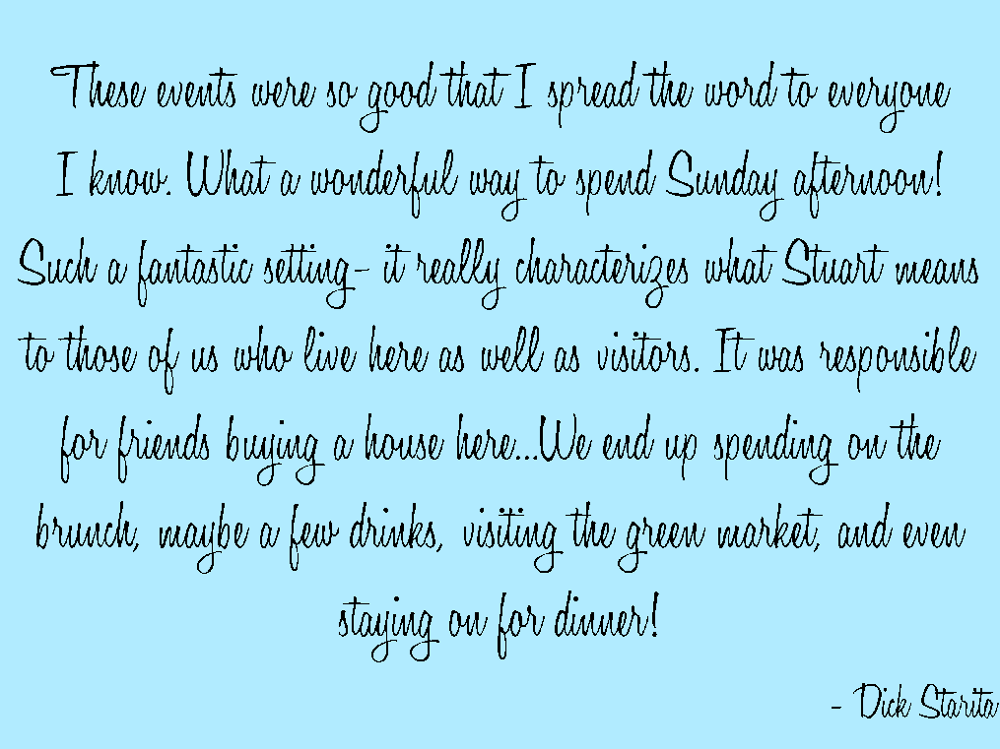 These events were so good that I spread the word to everyone
I know. What a wonderful way to spend Sunday afternoon!
Such a fantastic setting- it really characterizes what Stuart means
to those of us who live here as well as visitors. It was responsible
for friends buying a house here...We end up spending on the
brunch, maybe a few drinks, visiting the green market, and even
staying on for dinner!
- Dick Starita